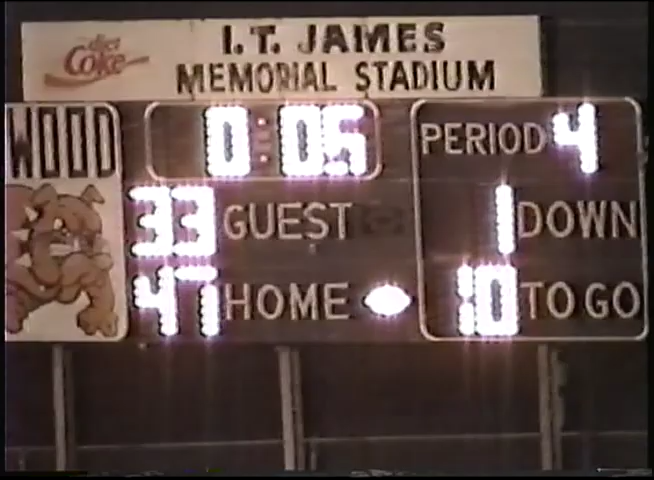 diet Coke
I.T. JAMES
MEMORIAL STADIUM
WOOD
0:05
PERIOD 4
33 GUEST
1 DOWN
47 HOME
10 TO GO